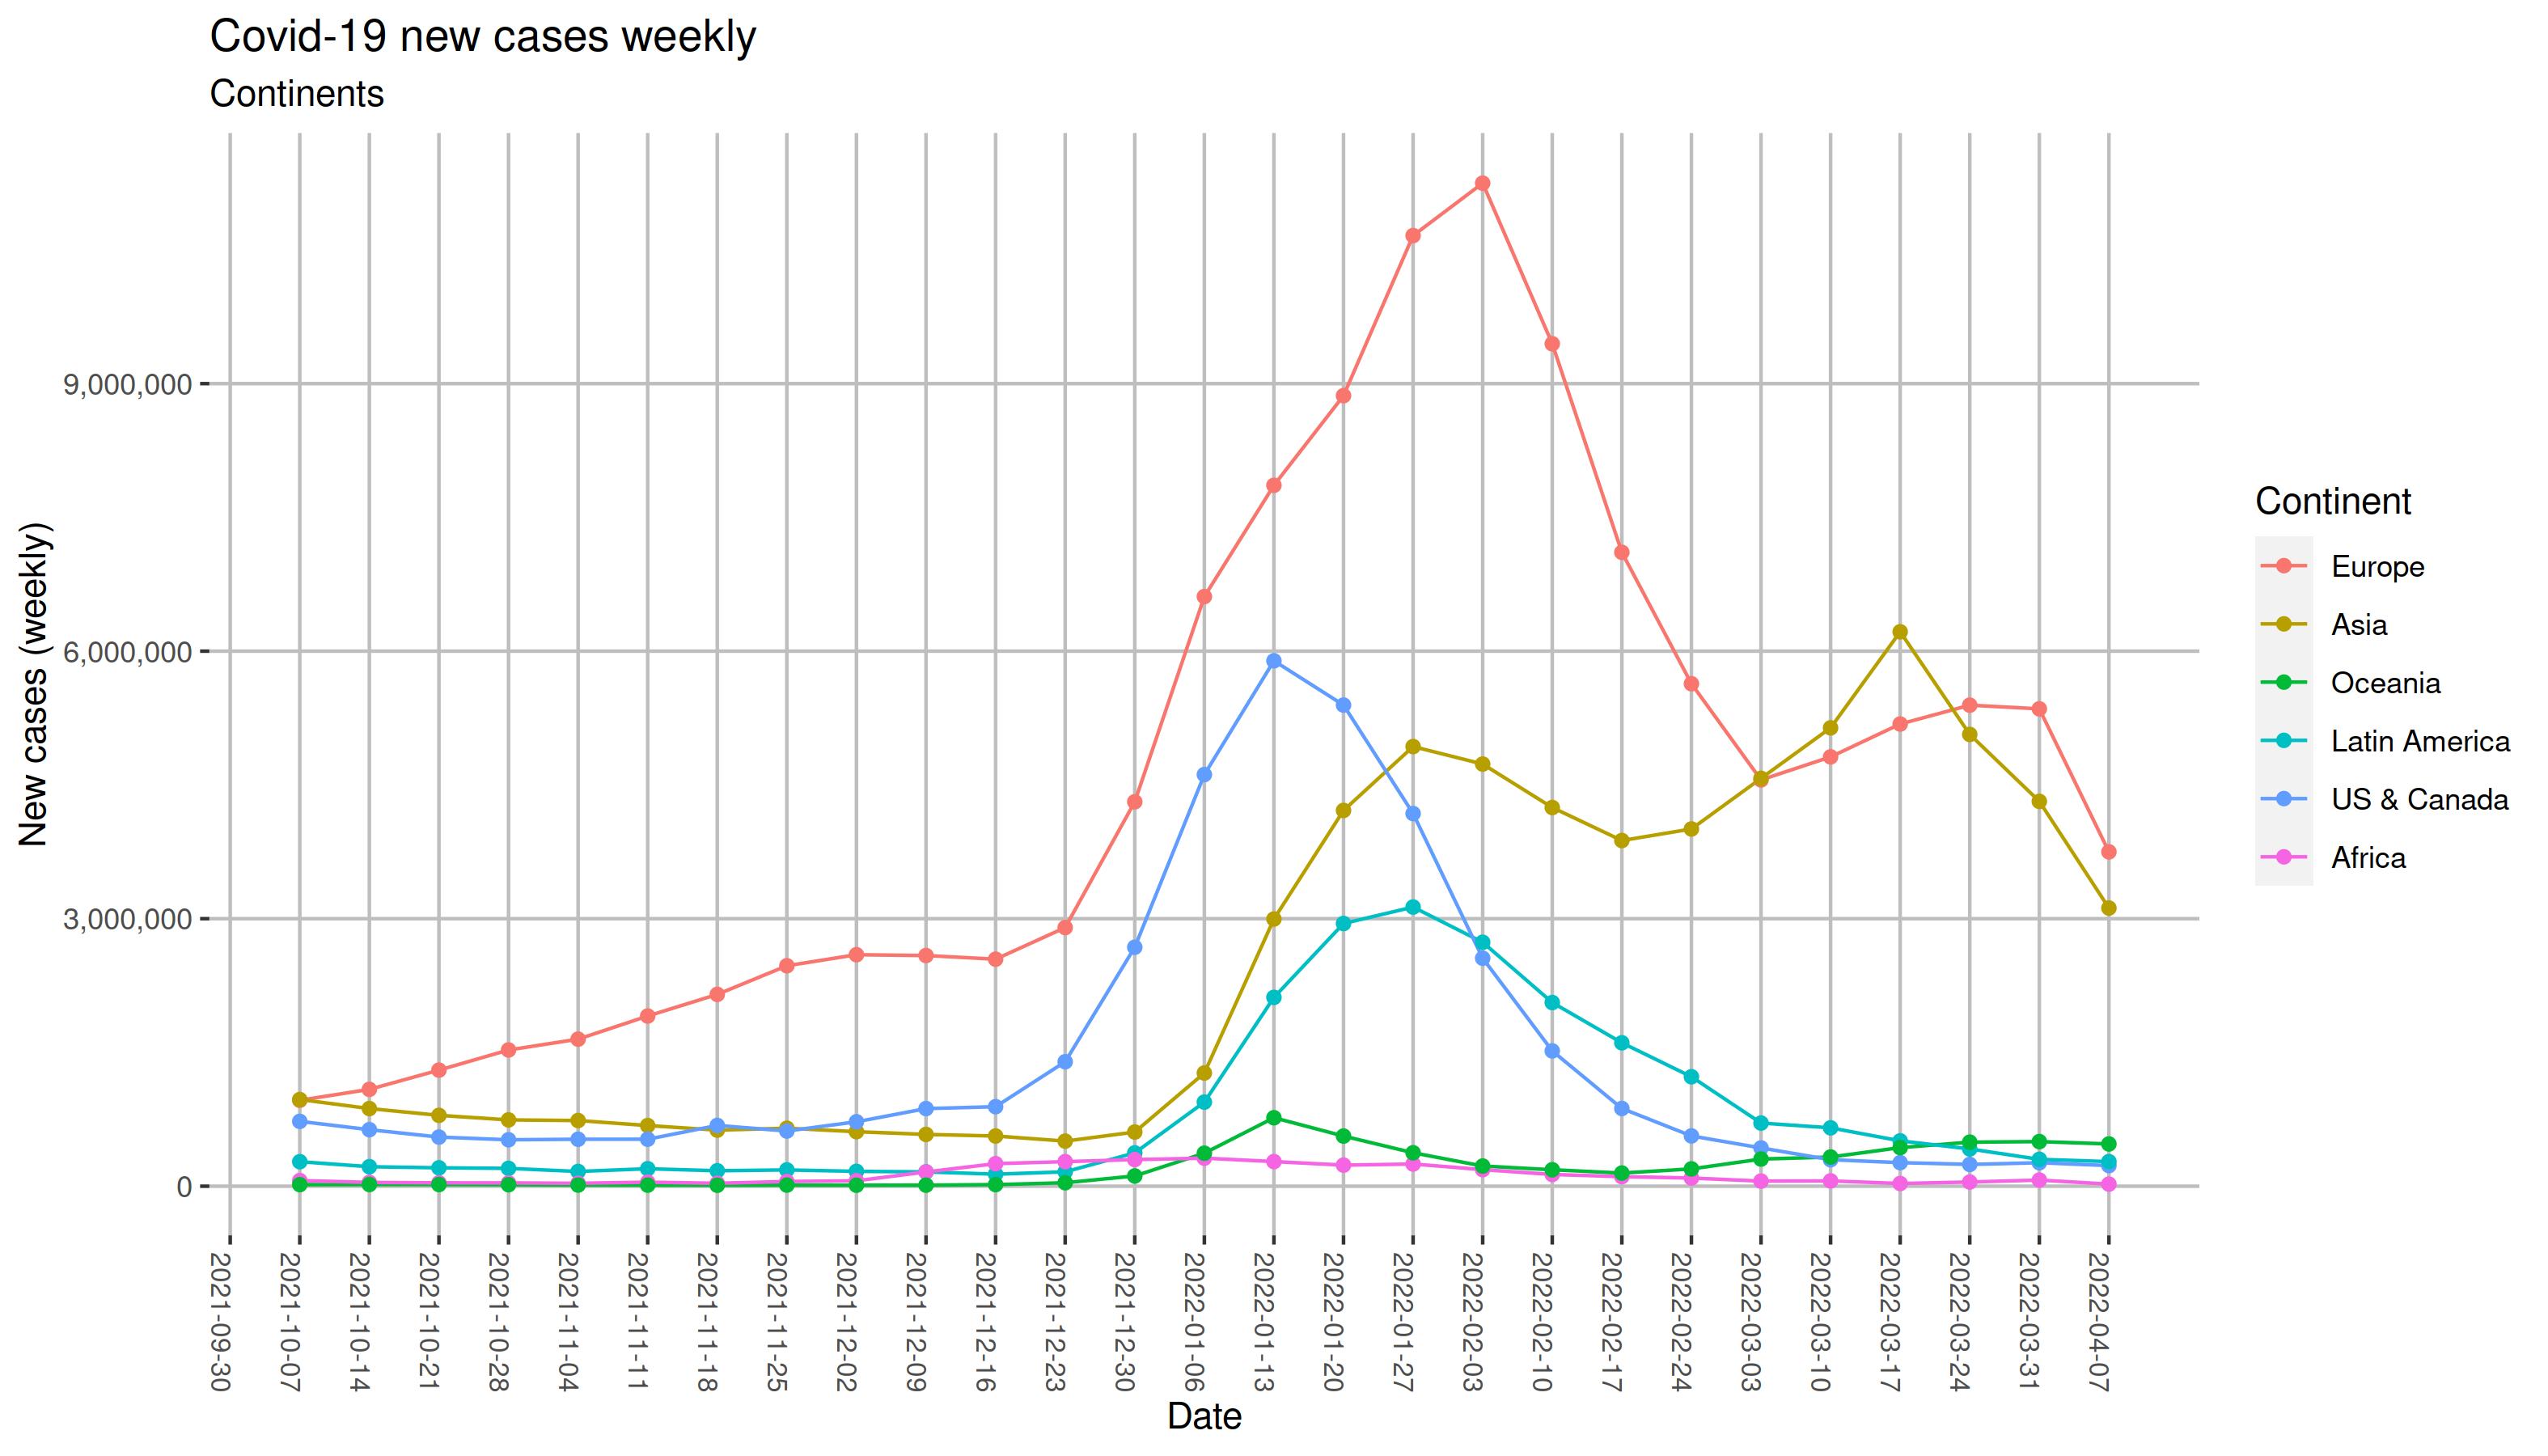 Covid-19 new cases weekly
Continents
New cases (weekly)
9,000,000
6,000,000
3,000,000
0
2021-09-30
2021-10-07
2021-10-14
2021-10-21
2021-10-28
2021-11-04
2021-11-11
2021-11-18
2021-11-25
2021-12-02
2021-12-09
2021-12-16
2021-12-23
2021-12-30
2022-01-06
2022-01-13
2022-01-20
2022-01-27
2022-02-03
2022-02-10
2022-02-17
2022-02-24
2022-03-03
2022-03-10
2022-03-17
2022-03-24
2022-03-31
2022-04-07
Date
Continent
Europe
Asia
Oceania
Latin America
US & Canada
Africa